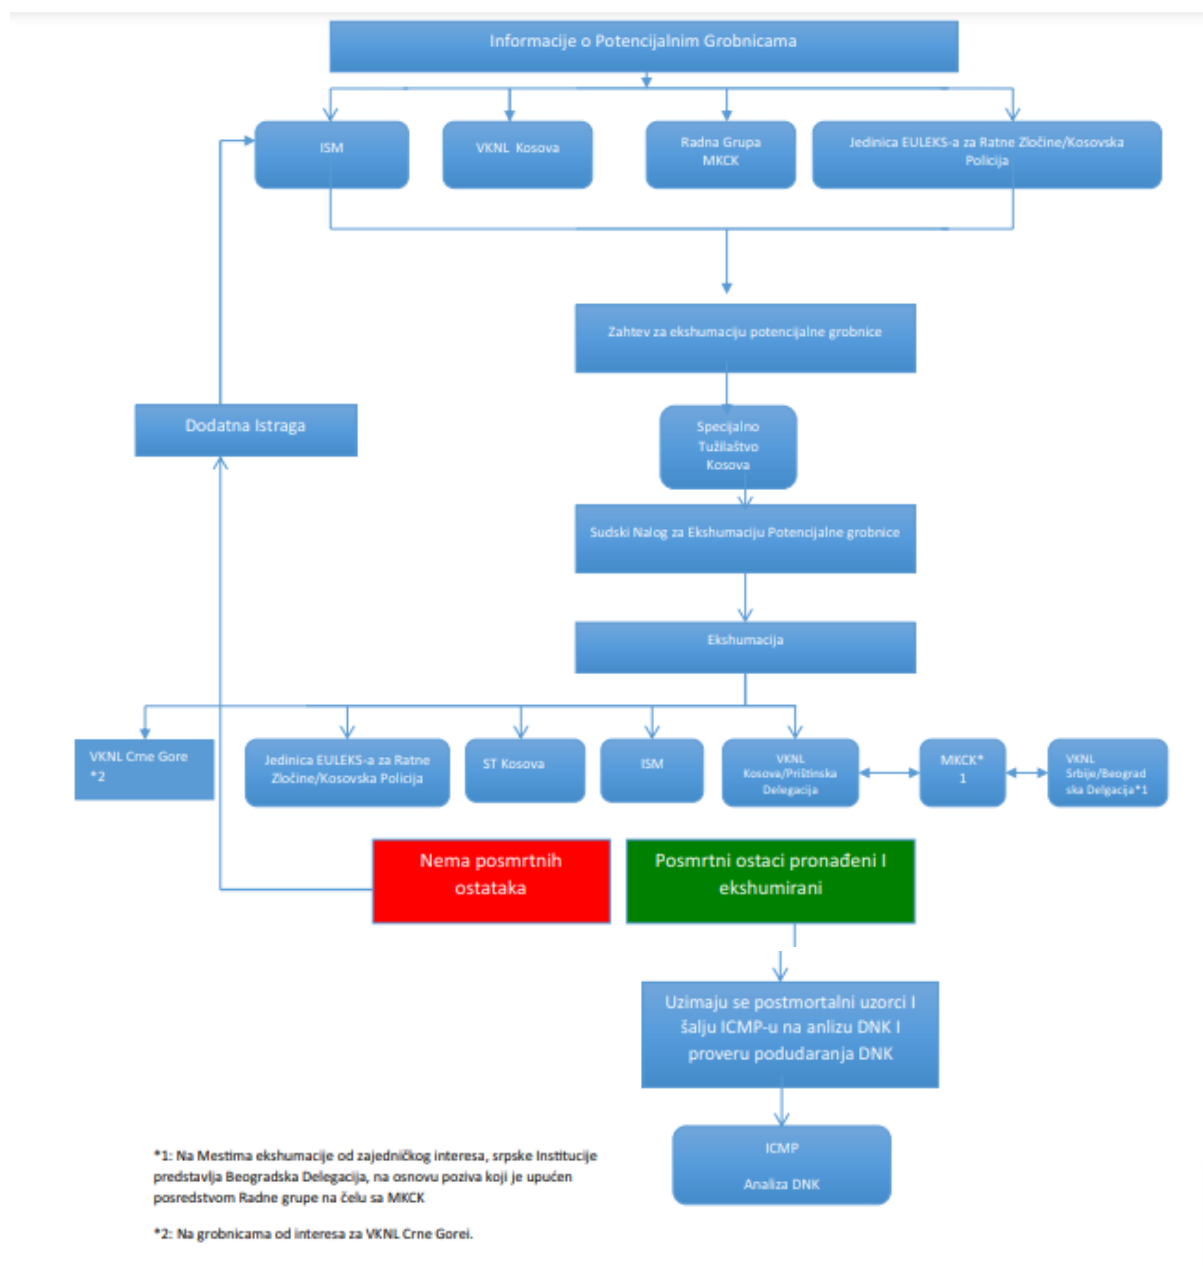 Informacije o Potencijalnim Grobnicama
ISM
VKNL Kosova
Radna Grupa
MKCK
Jedinica EULEKS-a za Ratne Zločine/Kosovska
Policija
Zahtev za ekshumaciju potencijalne grobnice
Dodatna Istraga
Specijalno
Tužilaštvo
Kosova
Sudski Nalog za Ekshumaciju Potencijalne grobnice
Ekshumacija
VKNL Crne Gore
*2
Jedinica EULEKS-a za Ratne
Zločine/Kosovska Policija
ST Kosova
ISM
VKNL
Kosova/Prištinska
Delegacija
MKCK*
1
VKNL
Srbije/Beograd
ska Delgacija*1
Nema posmrtnih
ostataka
Posmrtni ostaci pronađeni I
ekshumirani
Uzimaju se postmortalni uzorci I
šalju ICMP-u na anlizu DNK I
proveru podudaranja DNK
ICMP
Analiza DNK
*1: Na Mestima ekshumacije od zajedničkog interesa, srpske Institucije
predstavlja Beogradska Delegacija, na osnovu poziva koji je upućen
posredstvom Radne grupe na čelu sa MKCK
*2: Na grobnicama od interesa za VKNL Crne Gorei.